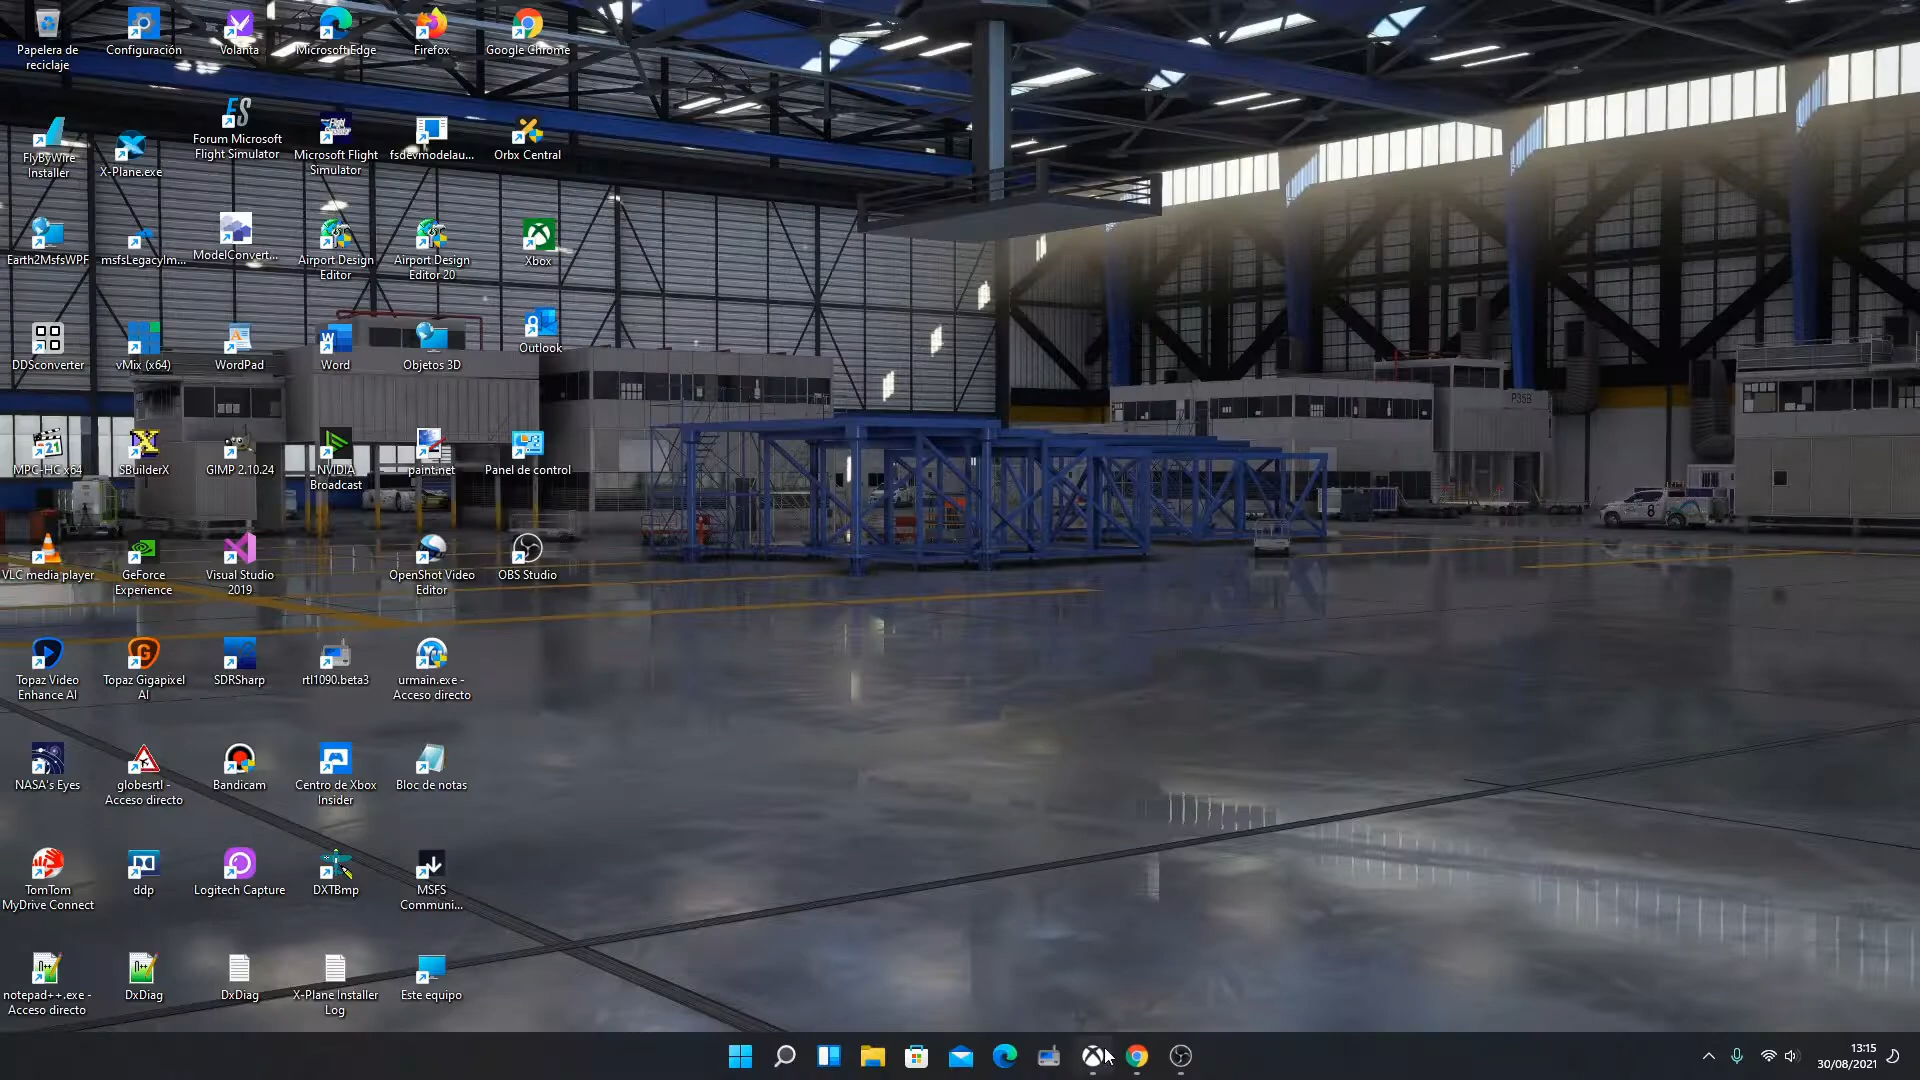 Papelera de
reciclaje
Configuración
Volanta
Microsoft Edge
Firefox
Google Chrome
FlyByWire
Installer
X-Plane.exe
FS
Forum Microsoft
Flight Simulator
Microsoft Flight
Simulator
fsdevmodelau...
Orbx Central
Earth2MsfsWPF
msfsLegacyIm...
ModelConvert...
Airport Design
Editor
Airport Design
Editor 20
Xbox
DDSconverter
vMix (x64)
WordPad
Word
Objetos 3D
Outlook
P35B
MPC-HC x64
SBuilderX
GIMP 2.10.24
NVIDIA
Broadcast
paint.net
Panel de control
VLC media player
GeForce
Experience
Visual Studio
2019
OpenShot Video
Editor
OBS Studio
8
Topaz Video
Enhance AI
Topaz Gigapixel
AI
SDRSharp
rtl1090.beta3
urmain.exe -
Acceso directo
NASA's Eyes
globesrtl -
Acceso directo
Bandicam
Centro de Xbox
Insider
Bloc de notas
TomTom
MyDrive Connect
ddp
Logitech Capture
DXTBmp
MSFS
Communi...
notepad++.exe -
Acceso directo
DxDiag
DxDiag
X-Plane Installer
Log
Este equipo
13:15
30/08/2021